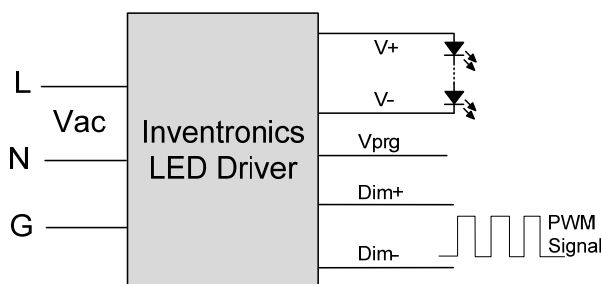 L
Vac
N
G
Inventronics
LED Driver
V+
V-
Vprg
Dim+
Dim-
PWM
Signal